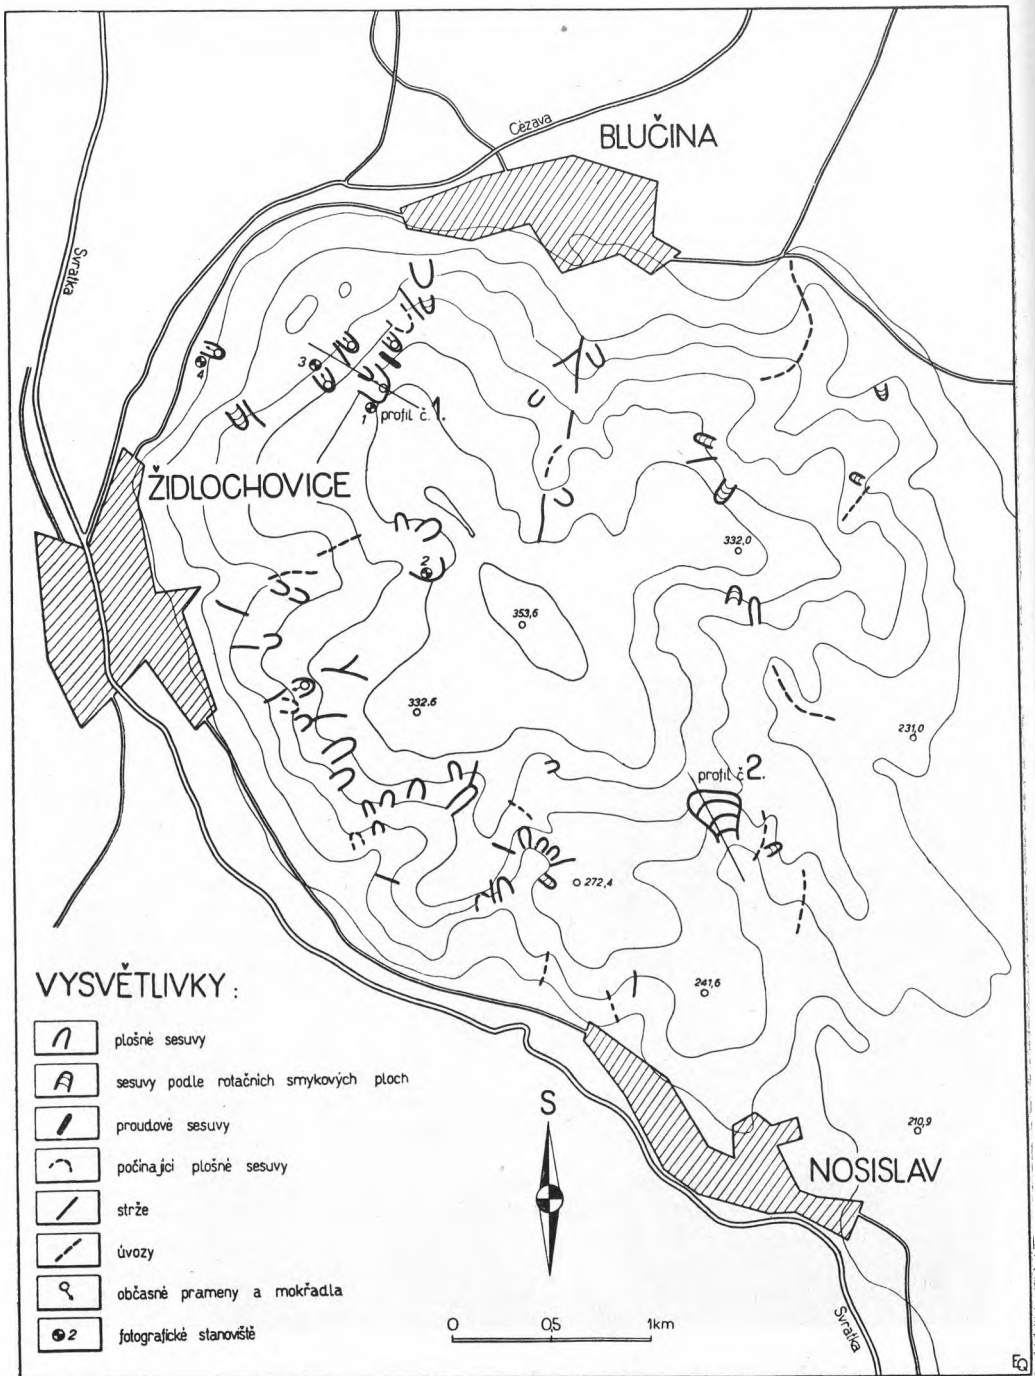 Cézava
BLUČINA
Svratka
3
4
1
profil č. 1.
ŽIDLOCHOVICE
2
332,0
353,6
332.6
231,0
profil č 2.
272,4
241,6
VYSVĚTLIVKY:
plošné sesuvy
sesuvy podle rotačních smykových ploch
proudové sesuvy
počínající plošné sesuvy
strže
úvozy
občasné prameny a mokřadla
2 fotografické stanoviště
S
210,9
NOSISLAV
0 0,5 1km
Svratka
EQ